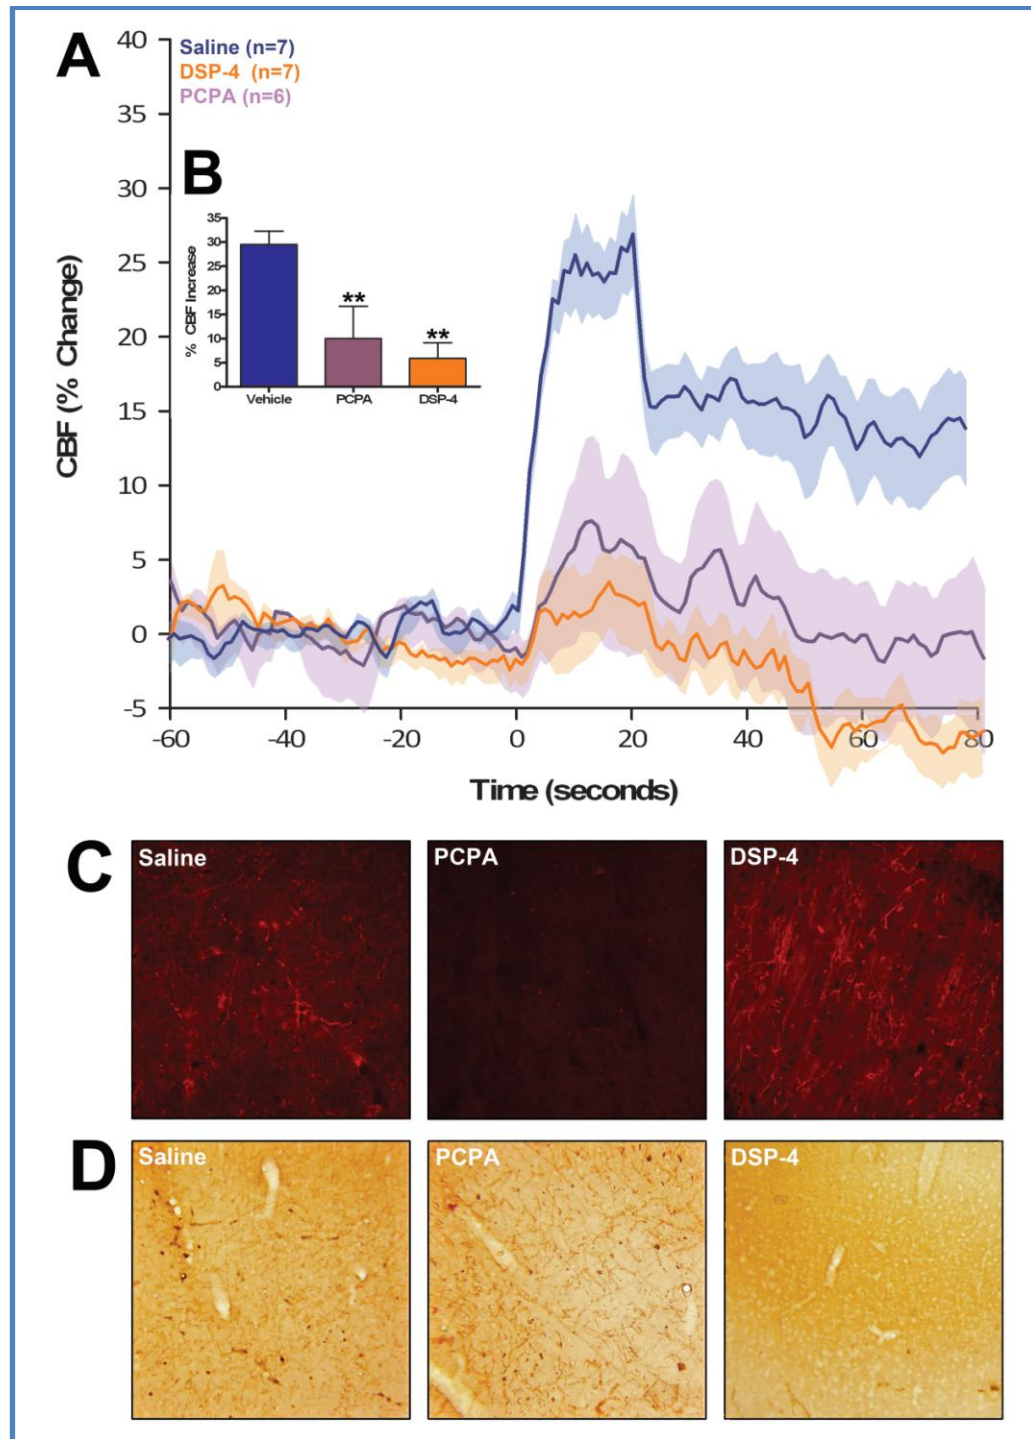 A
Saline (n=7)
DSP-4 (n=7)
PCPA (n=6)
40
35
30
25
20
15
10
5
0
-5
CBF (% Change)
B
35
30
25
20
15
10
5
0
% CBF Increase
**
**
Vehicle PCPA DSP-4
-60 -40 -20 0 20 40 60 80
Time (seconds)
C
Saline PCPA DSP-4
D
Saline PCPA DSP-4